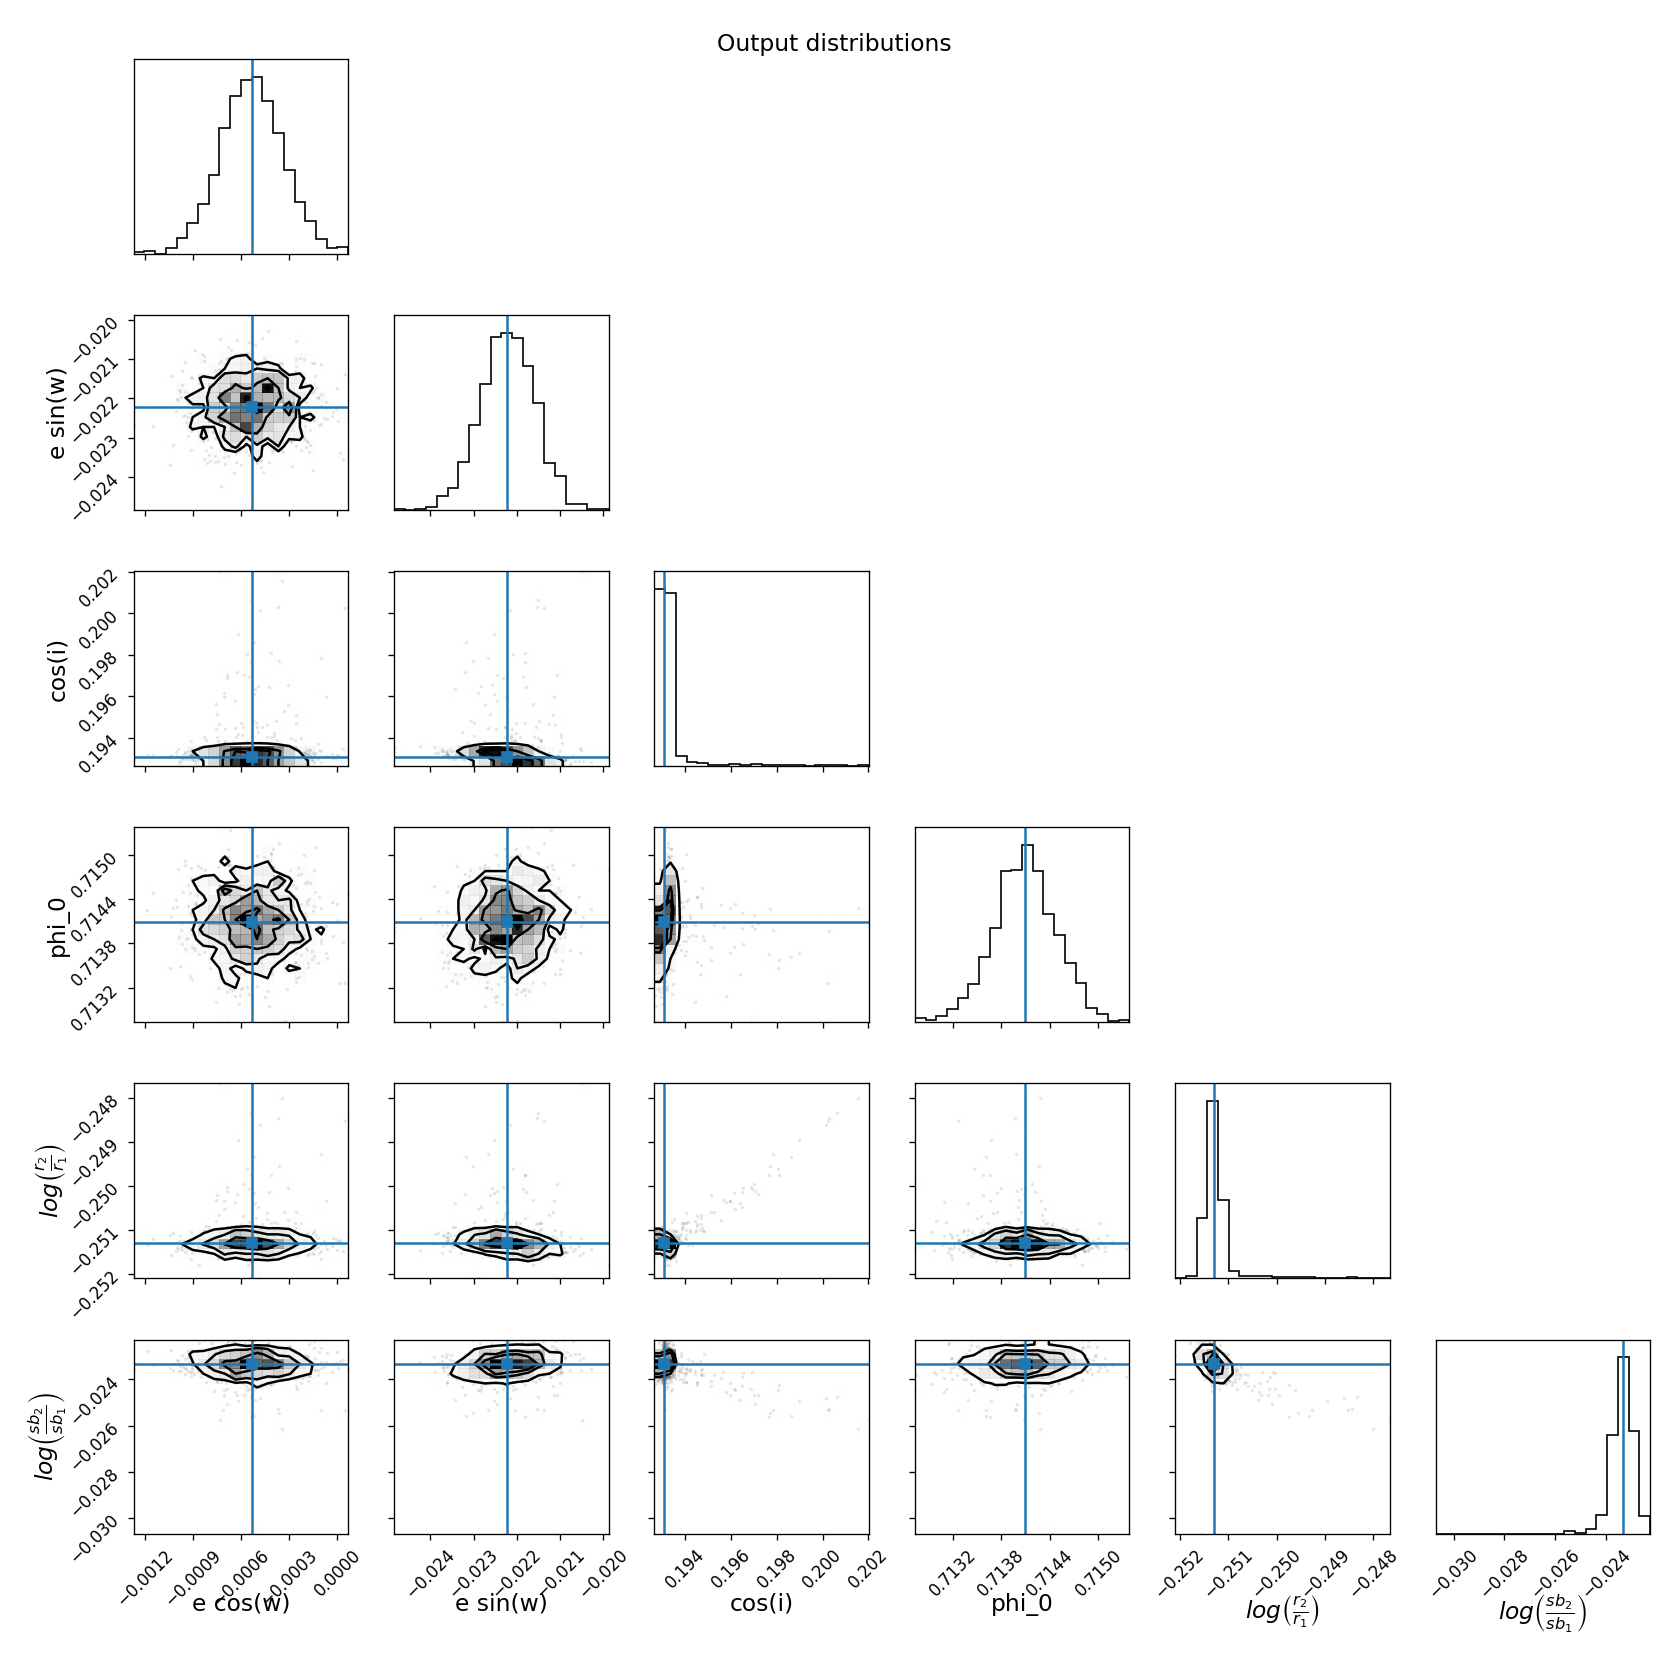 Output distributions
−0.020
−0.021
−0.022
−0.023
−0.024
e sin(w)
0.202
0.200
0.198
0.196
0.194
cos(i)
0.7150
0.7144
0.7138
0.7132
phi_0
−0.248
−0.249
−0.250
−0.251
−0.252
log(r₂/r₁)
−0.024
−0.026
−0.028
−0.030
log(sb₂/sb₁)
−0.0012 −0.0009 −0.0006 −0.0003 0.0000
−0.024 −0.023 −0.022 −0.021 −0.020
0.194 0.196 0.198 0.200 0.202
0.7132 0.7138 0.7144 0.7150
−0.252 −0.251 −0.250 −0.249 −0.248
−0.030 −0.028 −0.026 −0.024
e cos(w)
e sin(w)
cos(i)
phi_0
log(r₂/r₁)
log(sb₂/sb₁)